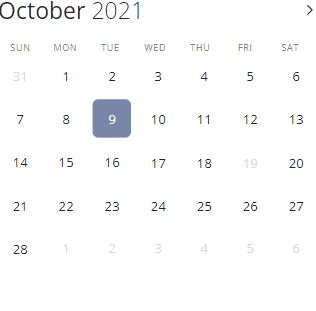 October 2021
SUN MON TUE WED THU FRI SAT
31 1 2 3 4 5 6
7 8 9 10 11 12 13
14 15 16 17 18 19 20
21 22 23 24 25 26 27
28 1 2 3 4 5 6